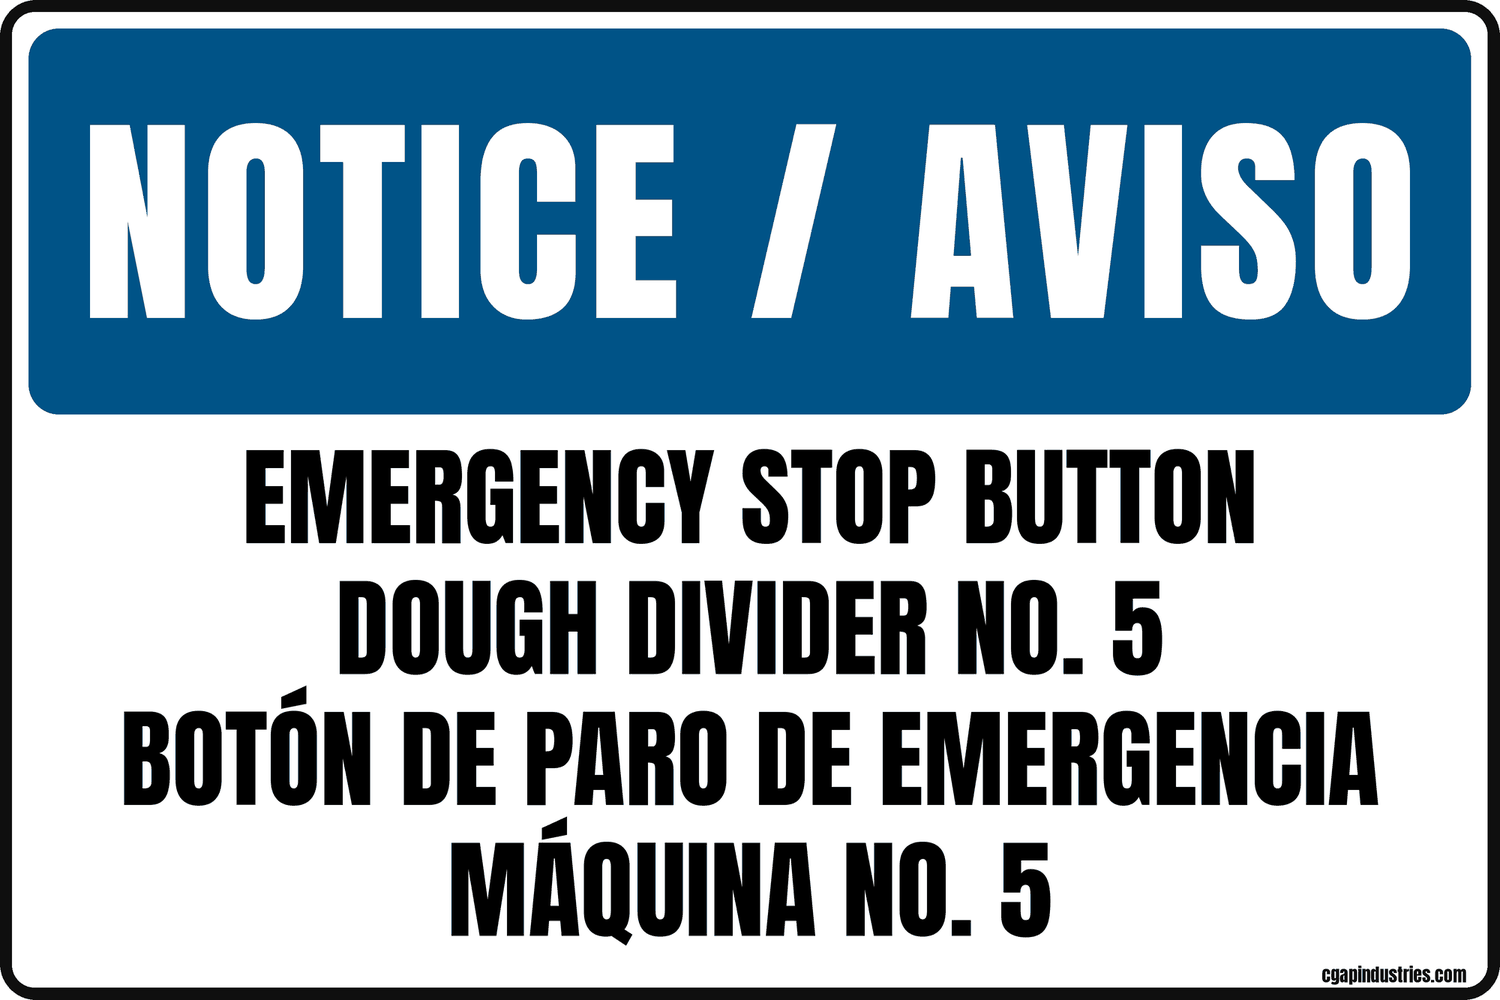 NOTICE / AVISO
EMERGENCY STOP BUTTON
DOUGH DIVIDER NO. 5
BOTÓN DE PARO DE EMERGENCIA
MÁQUINA NO. 5
cgapindustries.com